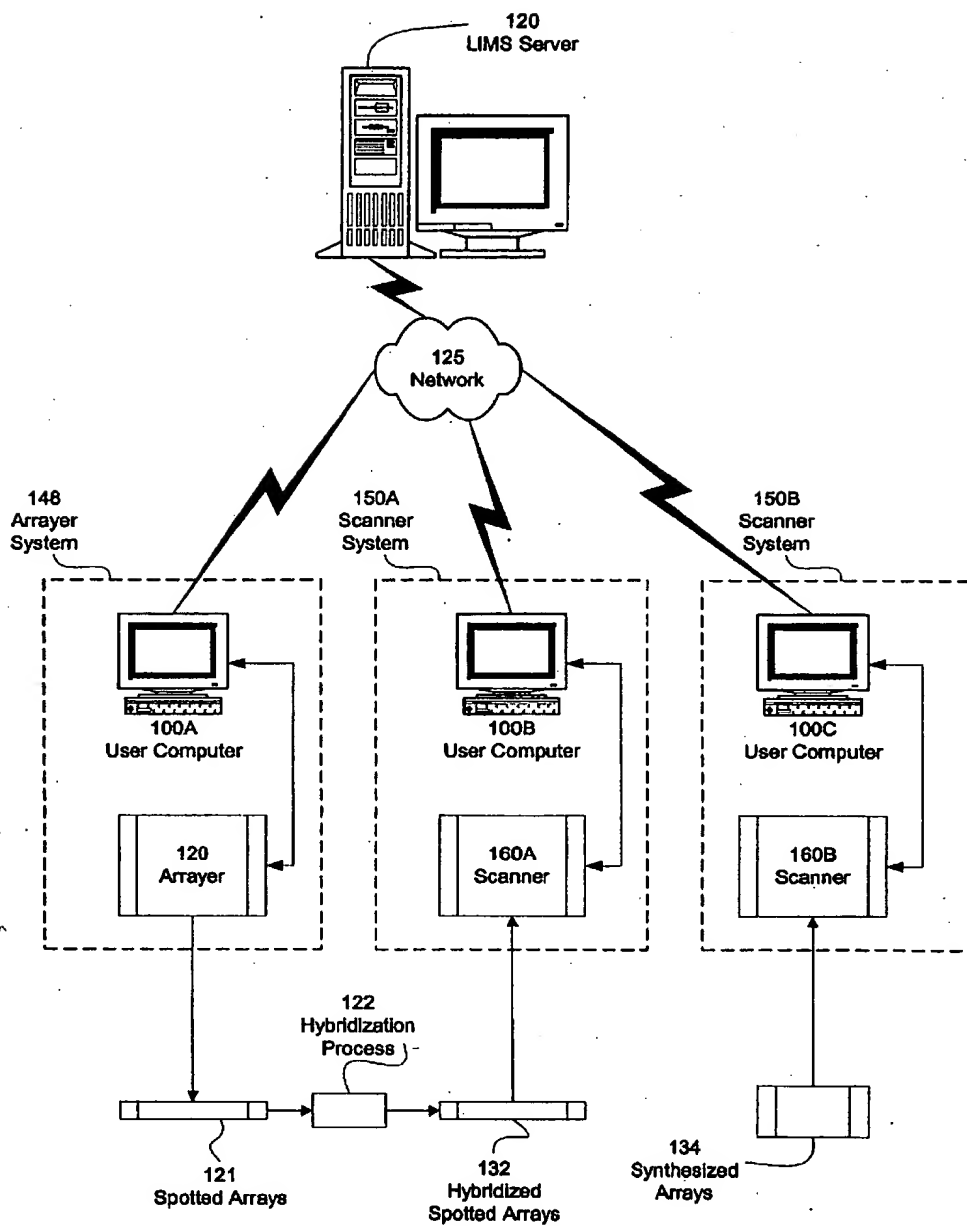 120
LIMS Server
125
Network
148
Arrayer
System
150A
Scanner
System
150B
Scanner
System
100A
User Computer
100B
User Computer
100C
User Computer
120
Arrayer
160A
Scanner
160B
Scanner
122
Hybridization
Process
121
Spotted Arrays
132
Hybridized
Spotted Arrays
134
Synthesized
Arrays